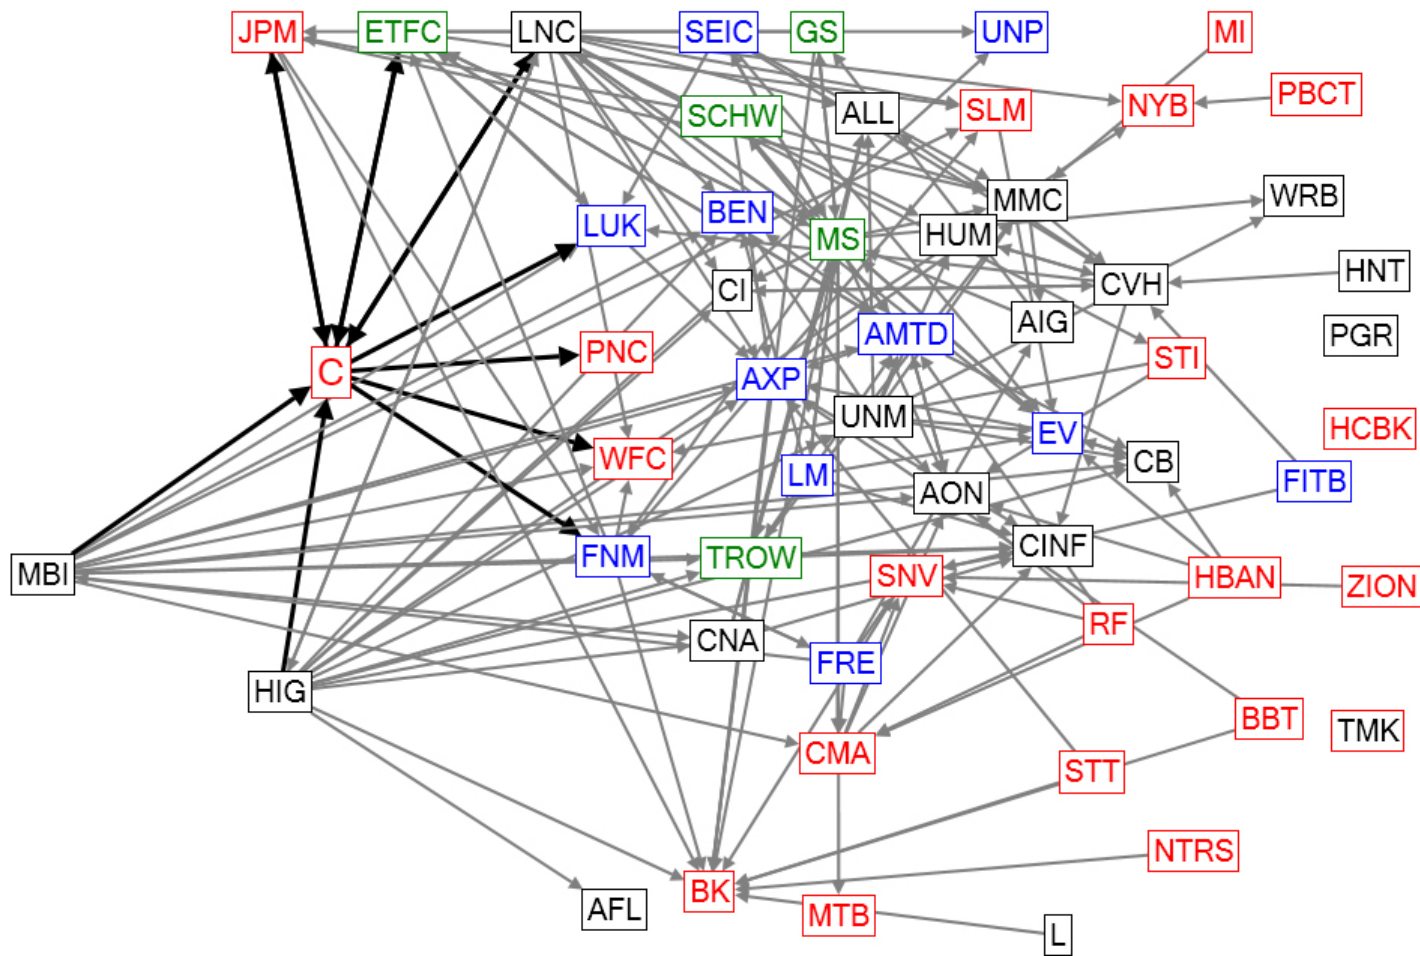 JPM
ETFC
LNC
SEIC
GS
UNP
MI
PBCT
SCHW
ALL
SLM
NYB
WRB
LUK
BEN
MS
HUM
MMC
CI
CVH
HNT
C
PNC
AXP
AMTD
AIG
STI
PGR
WFC
LM
UNM
EV
CB
HCBK
FITB
AON
MBI
FNM
TROW
SNV
CINF
HBAN
ZION
HIG
CNA
FRE
RF
CMA
STT
BBT
TMK
AFL
BK
MTB
NTRS
L